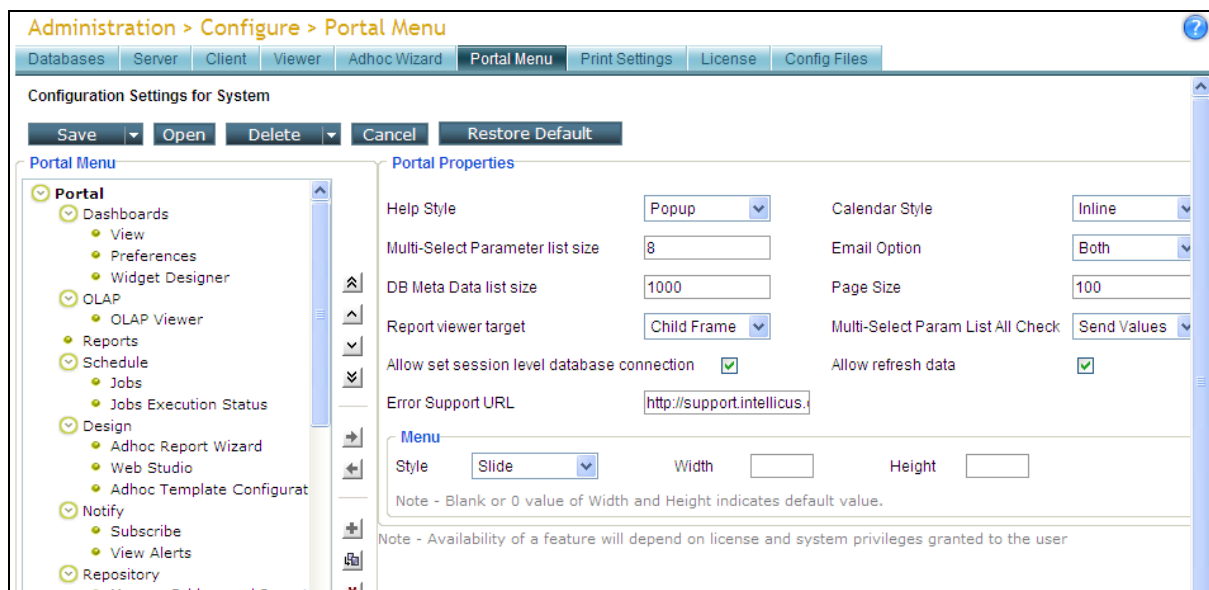 Administration > Configure > Portal Menu
Databases Server Client Viewer Adhoc Wizard Portal Menu Print Settings License Config Files
Configuration Settings for System
Save Open Delete Cancel Restore Default
Portal Menu
Portal
Dashboards
View
Preferences
Widget Designer
OLAP
OLAP Viewer
Reports
Schedule
Jobs
Jobs Execution Status
Design
Adhoc Report Wizard
Web Studio
Adhoc Template Configurat
Notify
Subscribe
View Alerts
Repository
Portal Properties
Help Style Popup Calendar Style Inline
Multi-Select Parameter list size 8 Email Option Both
DB Meta Data list size 1000 Page Size 100
Report viewer target Child Frame Multi-Select Param List All Check Send Values
Allow set session level database connection Allow refresh data
Error Support URL http://support.intellicus.
Menu
Style Slide Width Height
Note - Blank or 0 value of Width and Height indicates default value.
Note - Availability of a feature will depend on license and system privileges granted to the user